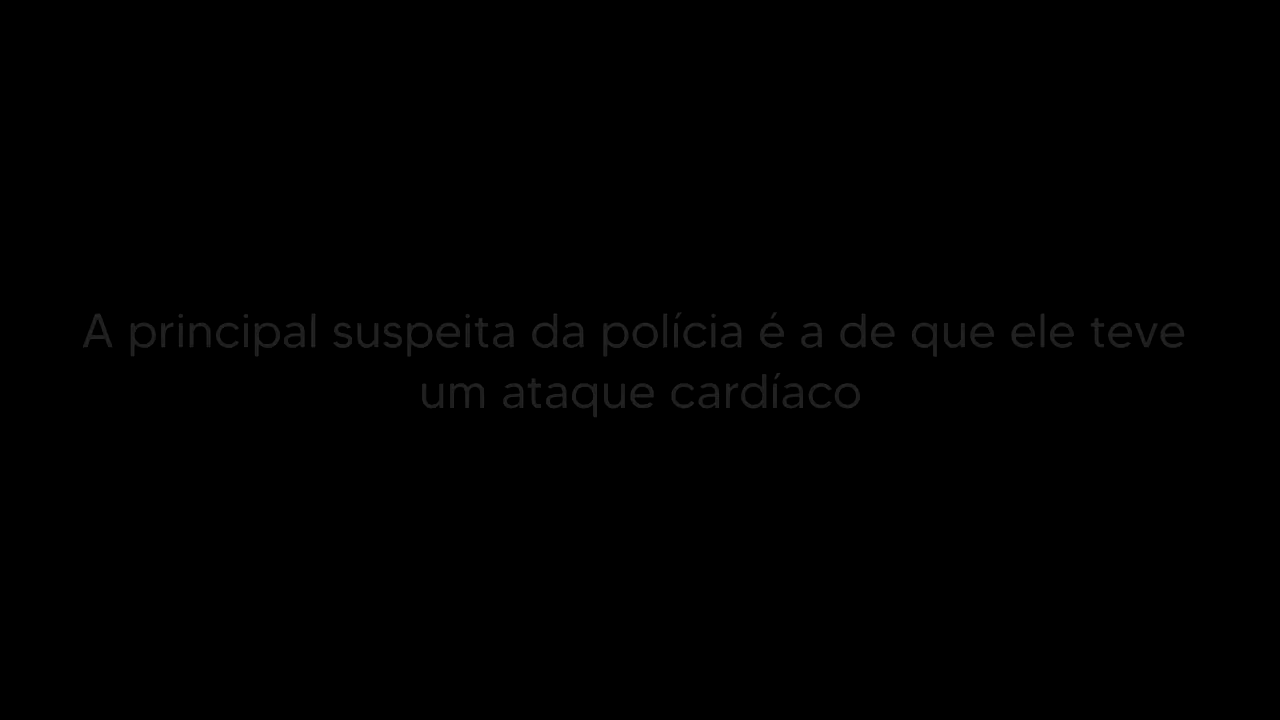 A principal suspeita da polícia é a de que ele teve
um ataque cardíaco